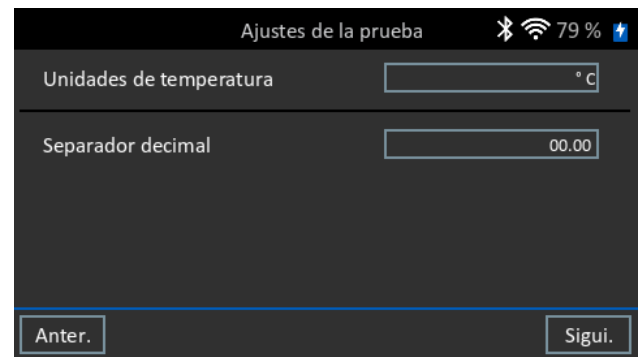 Ajustes de la prueba 79 %
Unidades de temperatura ° C
Separador decimal 00.00
Anter. Sigui.